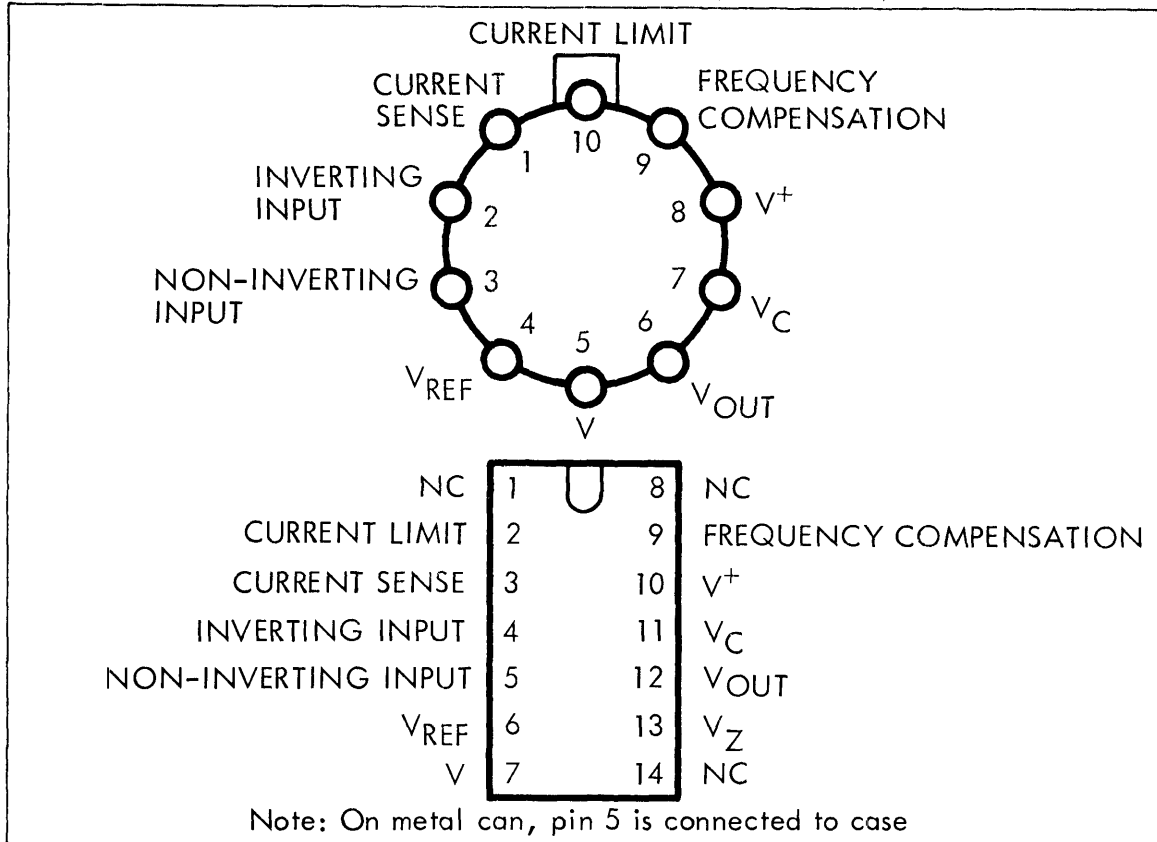 CURRENT LIMIT
CURRENT SENSE
FREQUENCY COMPENSATION
10
1
9
INVERTING INPUT
2
8
V+
NON-INVERTING INPUT
3
7
VC
4
5
6
VREF
VOUT
V
NC 1 8 NC
CURRENT LIMIT 2 9 FREQUENCY COMPENSATION
CURRENT SENSE 3 10 V+
INVERTING INPUT 4 11 VC
NON-INVERTING INPUT 5 12 VOUT
VREF 6 13 VZ
V 7 14 NC
Note: On metal can, pin 5 is connected to case